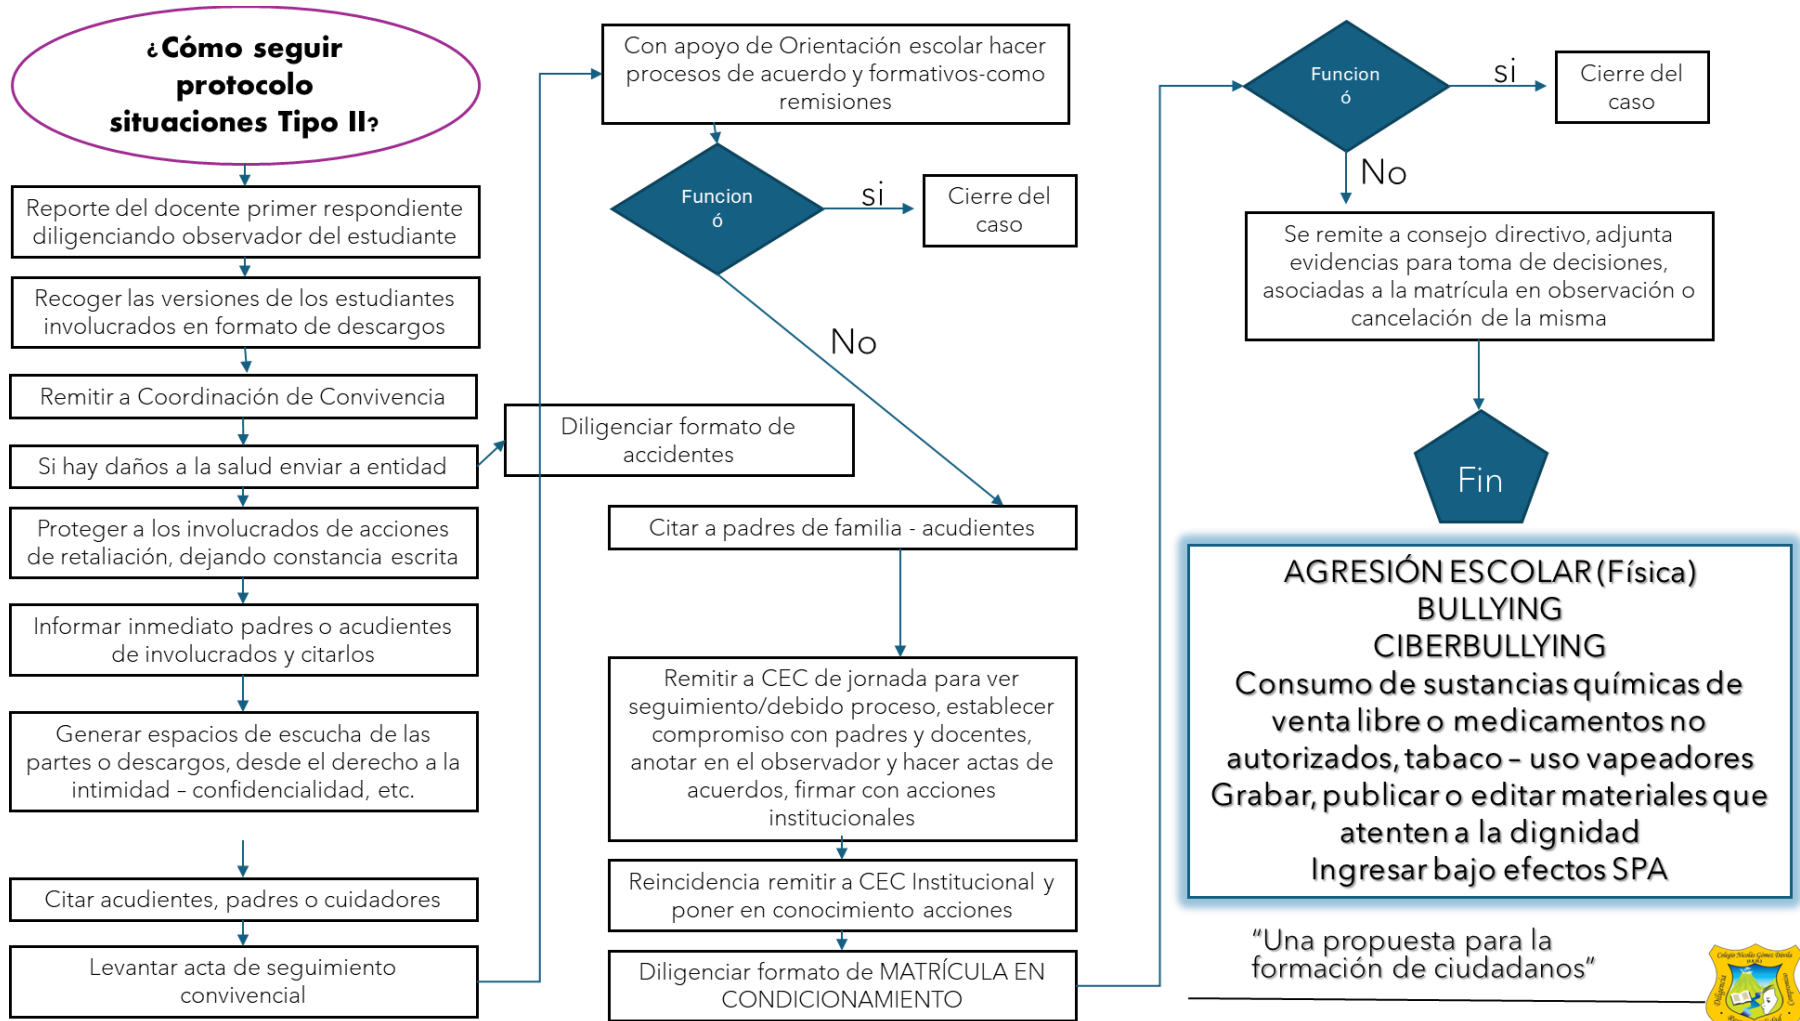 ¿Cómo seguir
protocolo
situaciones Tipo II?
Reporte del docente primer respondiente
diligenciando observador del estudiante
Recoger las versiones de los estudiantes
involucrados en formato de descargos
Remitir a Coordinación de Convivencia
Si hay daños a la salud enviar a entidad
Diligenciar formato de
accidentes
Proteger a los involucrados de acciones
de retaliación, dejando constancia escrita
Informar inmediato padres o acudientes
de involucrados y citarlos
Generar espacios de escucha de las
partes o descargos, desde el derecho a la
intimidad – confidencialidad, etc.
Citar acudientes, padres o cuidadores
Levantar acta de seguimiento
convivencial
Con apoyo de Orientación escolar hacer
procesos de acuerdo y formativos-como
remisiones
Funcion
ó
si
Cierre del
caso
No
Citar a padres de familia - acudientes
Remitir a CEC de jornada para ver
seguimiento/debido proceso, establecer
compromiso con padres y docentes,
anotar en el observador y hacer actas de
acuerdos, firmar con acciones
institucionales
Reincidencia remitir a CEC Institucional y
poner en conocimiento acciones
Diligenciar formato de MATRÍCULA EN
CONDICIONAMIENTO
Funcion
ó
si
Cierre del
caso
No
Se remite a consejo directivo, adjunta
evidencias para toma de decisiones,
asociadas a la matrícula en observación o
cancelación de la misma
Fin
AGRESIÓN ESCOLAR (Física)
BULLYING
CIBERBULLYING
Consumo de sustancias químicas de
venta libre o medicamentos no
autorizados, tabaco – uso vapeadores
Grabar, publicar o editar materiales que
atenten a la dignidad
Ingresar bajo efectos SPA
"Una propuesta para la
formación de ciudadanos"
Colegio Nicolás Gómez Dávila
Diligencia